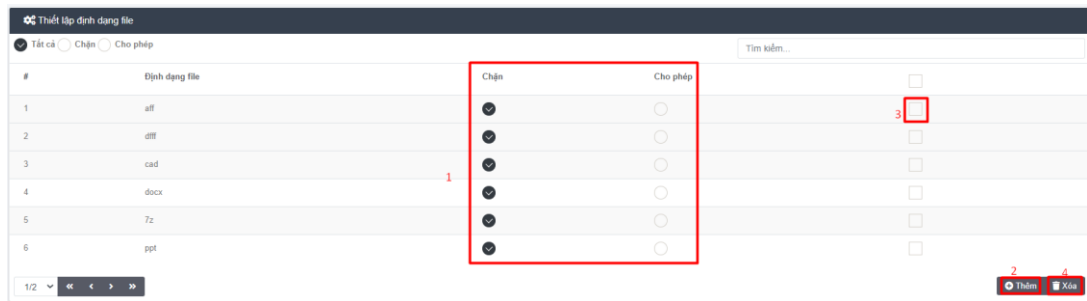 Thiết lập định dạng file
Tất cả Chặn Cho phép Tìm kiếm...
# Định dạng file Chặn Cho phép
1 aff 3
2 dfff
3 cad
1
4 docx
5 7z
6 ppt
2 4
1/2 « ‹ › » Thêm Xóa